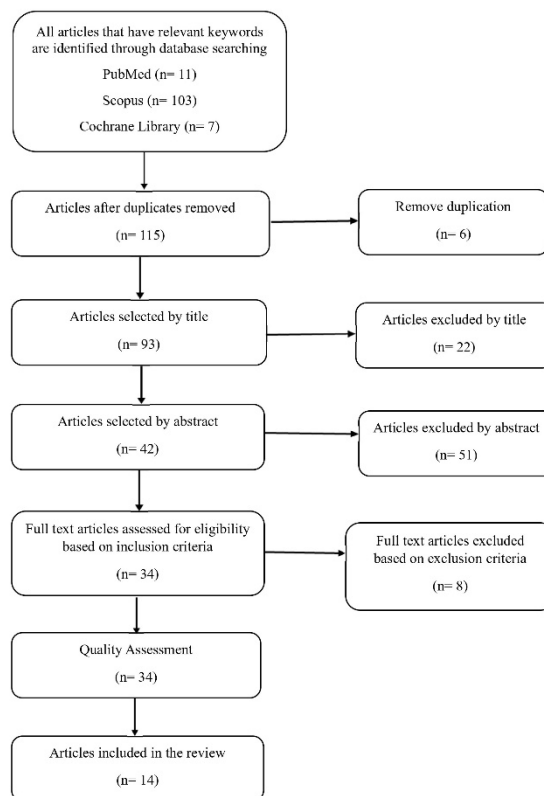 All articles that have relevant keywords
are identified through database searching
PubMed (n= 11)
Scopus (n= 103)
Cochrane Library (n= 7)
Articles after duplicates removed
(n= 115)
Remove duplication
(n= 6)
Articles selected by title
(n= 93)
Articles excluded by title
(n= 22)
Articles selected by abstract
(n= 42)
Articles excluded by abstract
(n= 51)
Full text articles assessed for eligibility
based on inclusion criteria
(n= 34)
Full text articles excluded
based on exclusion criteria
(n= 8)
Quality Assessment
(n= 34)
Articles included in the review
(n= 14)